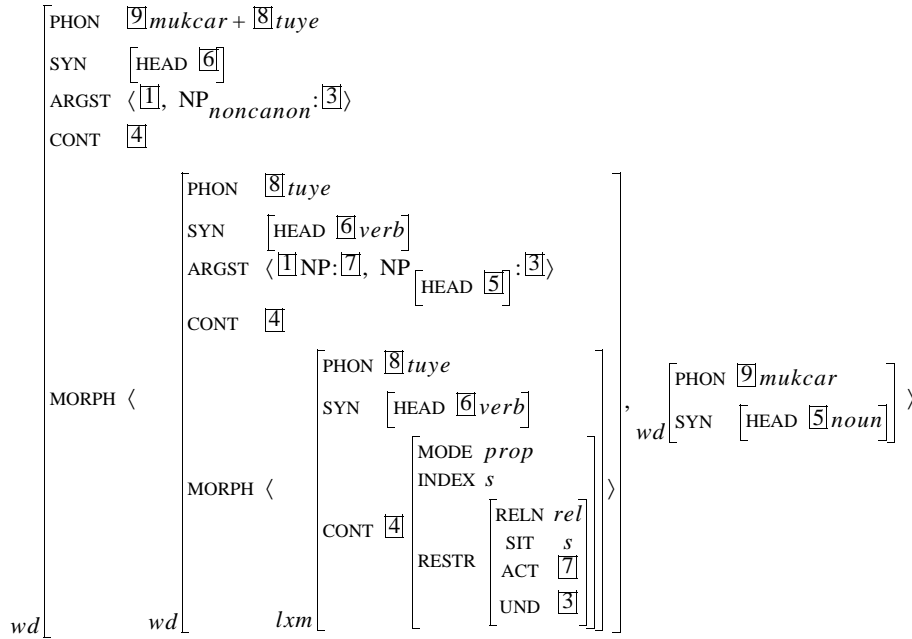 PHON [9] mukcar + [8] tuye
SYN [HEAD [6]]
ARGST ⟨[1], NP noncanon:[3]⟩
CONT [4]
PHON [8] tuye
SYN [HEAD [6] verb]
ARGST ⟨[1] NP:[7], NP [HEAD [5]]:[3]⟩
CONT [4]
MORPH ⟨
PHON [8] tuye
SYN [HEAD [6] verb]
MORPH ⟨
CONT [4]
MODE prop
INDEX s
RESTR
RELN rel
SIT s
ACT [7]
UND [3]
⟩
lxm
wd
,
PHON [9] mukcar
SYN [HEAD [5] noun]
wd
⟩
wd